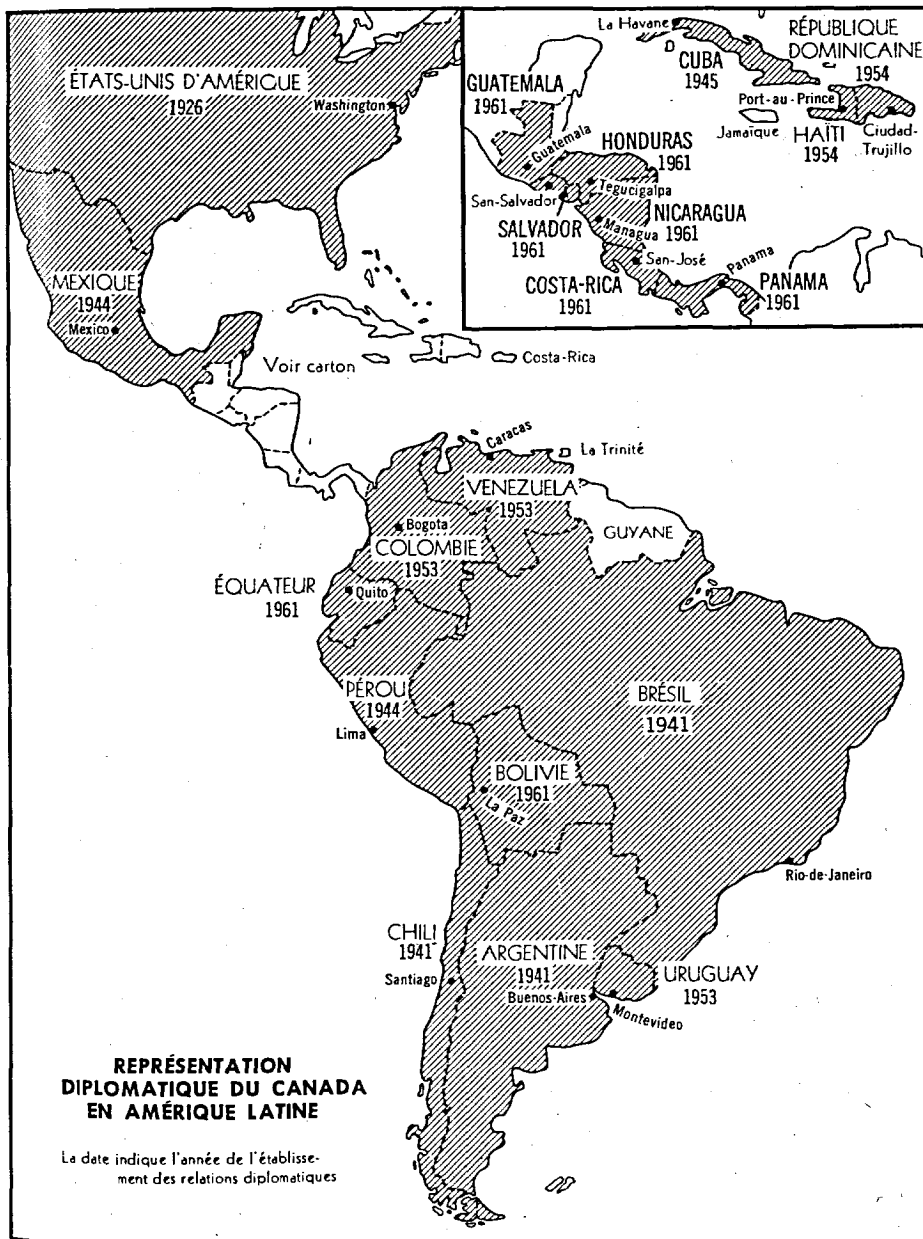 ÉTATS-UNIS D'AMÉRIQUE
1926
Washington
MEXIQUE
1944
Mexico
Voir carton
Costa-Rica
La Havane
CUBA
1945
RÉPUBLIQUE
DOMINICAINE
1954
Port-au-Prince
Jamaïque
HAÏTI
1954
Ciudad-
Trujillo
GUATEMALA
1961
Guatemala
HONDURAS
1961
Tegucigalpa
San-Salvador
SALVADOR
1961
NICARAGUA
1961
Managua
San-José
COSTA-RICA
1961
Panama
PANAMA
1961
Caracas
La Trinité
VENEZUELA
1953
GUYANE
Bogota
COLOMBIE
1953
ÉQUATEUR
1961
Quito
PÉROU
1944
Lima
BRÉSIL
1941
BOLIVIE
1961
La Paz
Rio-de-Janeiro
CHILI
1941
Santiago
ARGENTINE
1941
Buenos-Aires
URUGUAY
1953
Montevideo
REPRÉSENTATION
DIPLOMATIQUE DU CANADA
EN AMÉRIQUE LATINE
La date indique l'année de l'établisse-
ment des relations diplomatiques